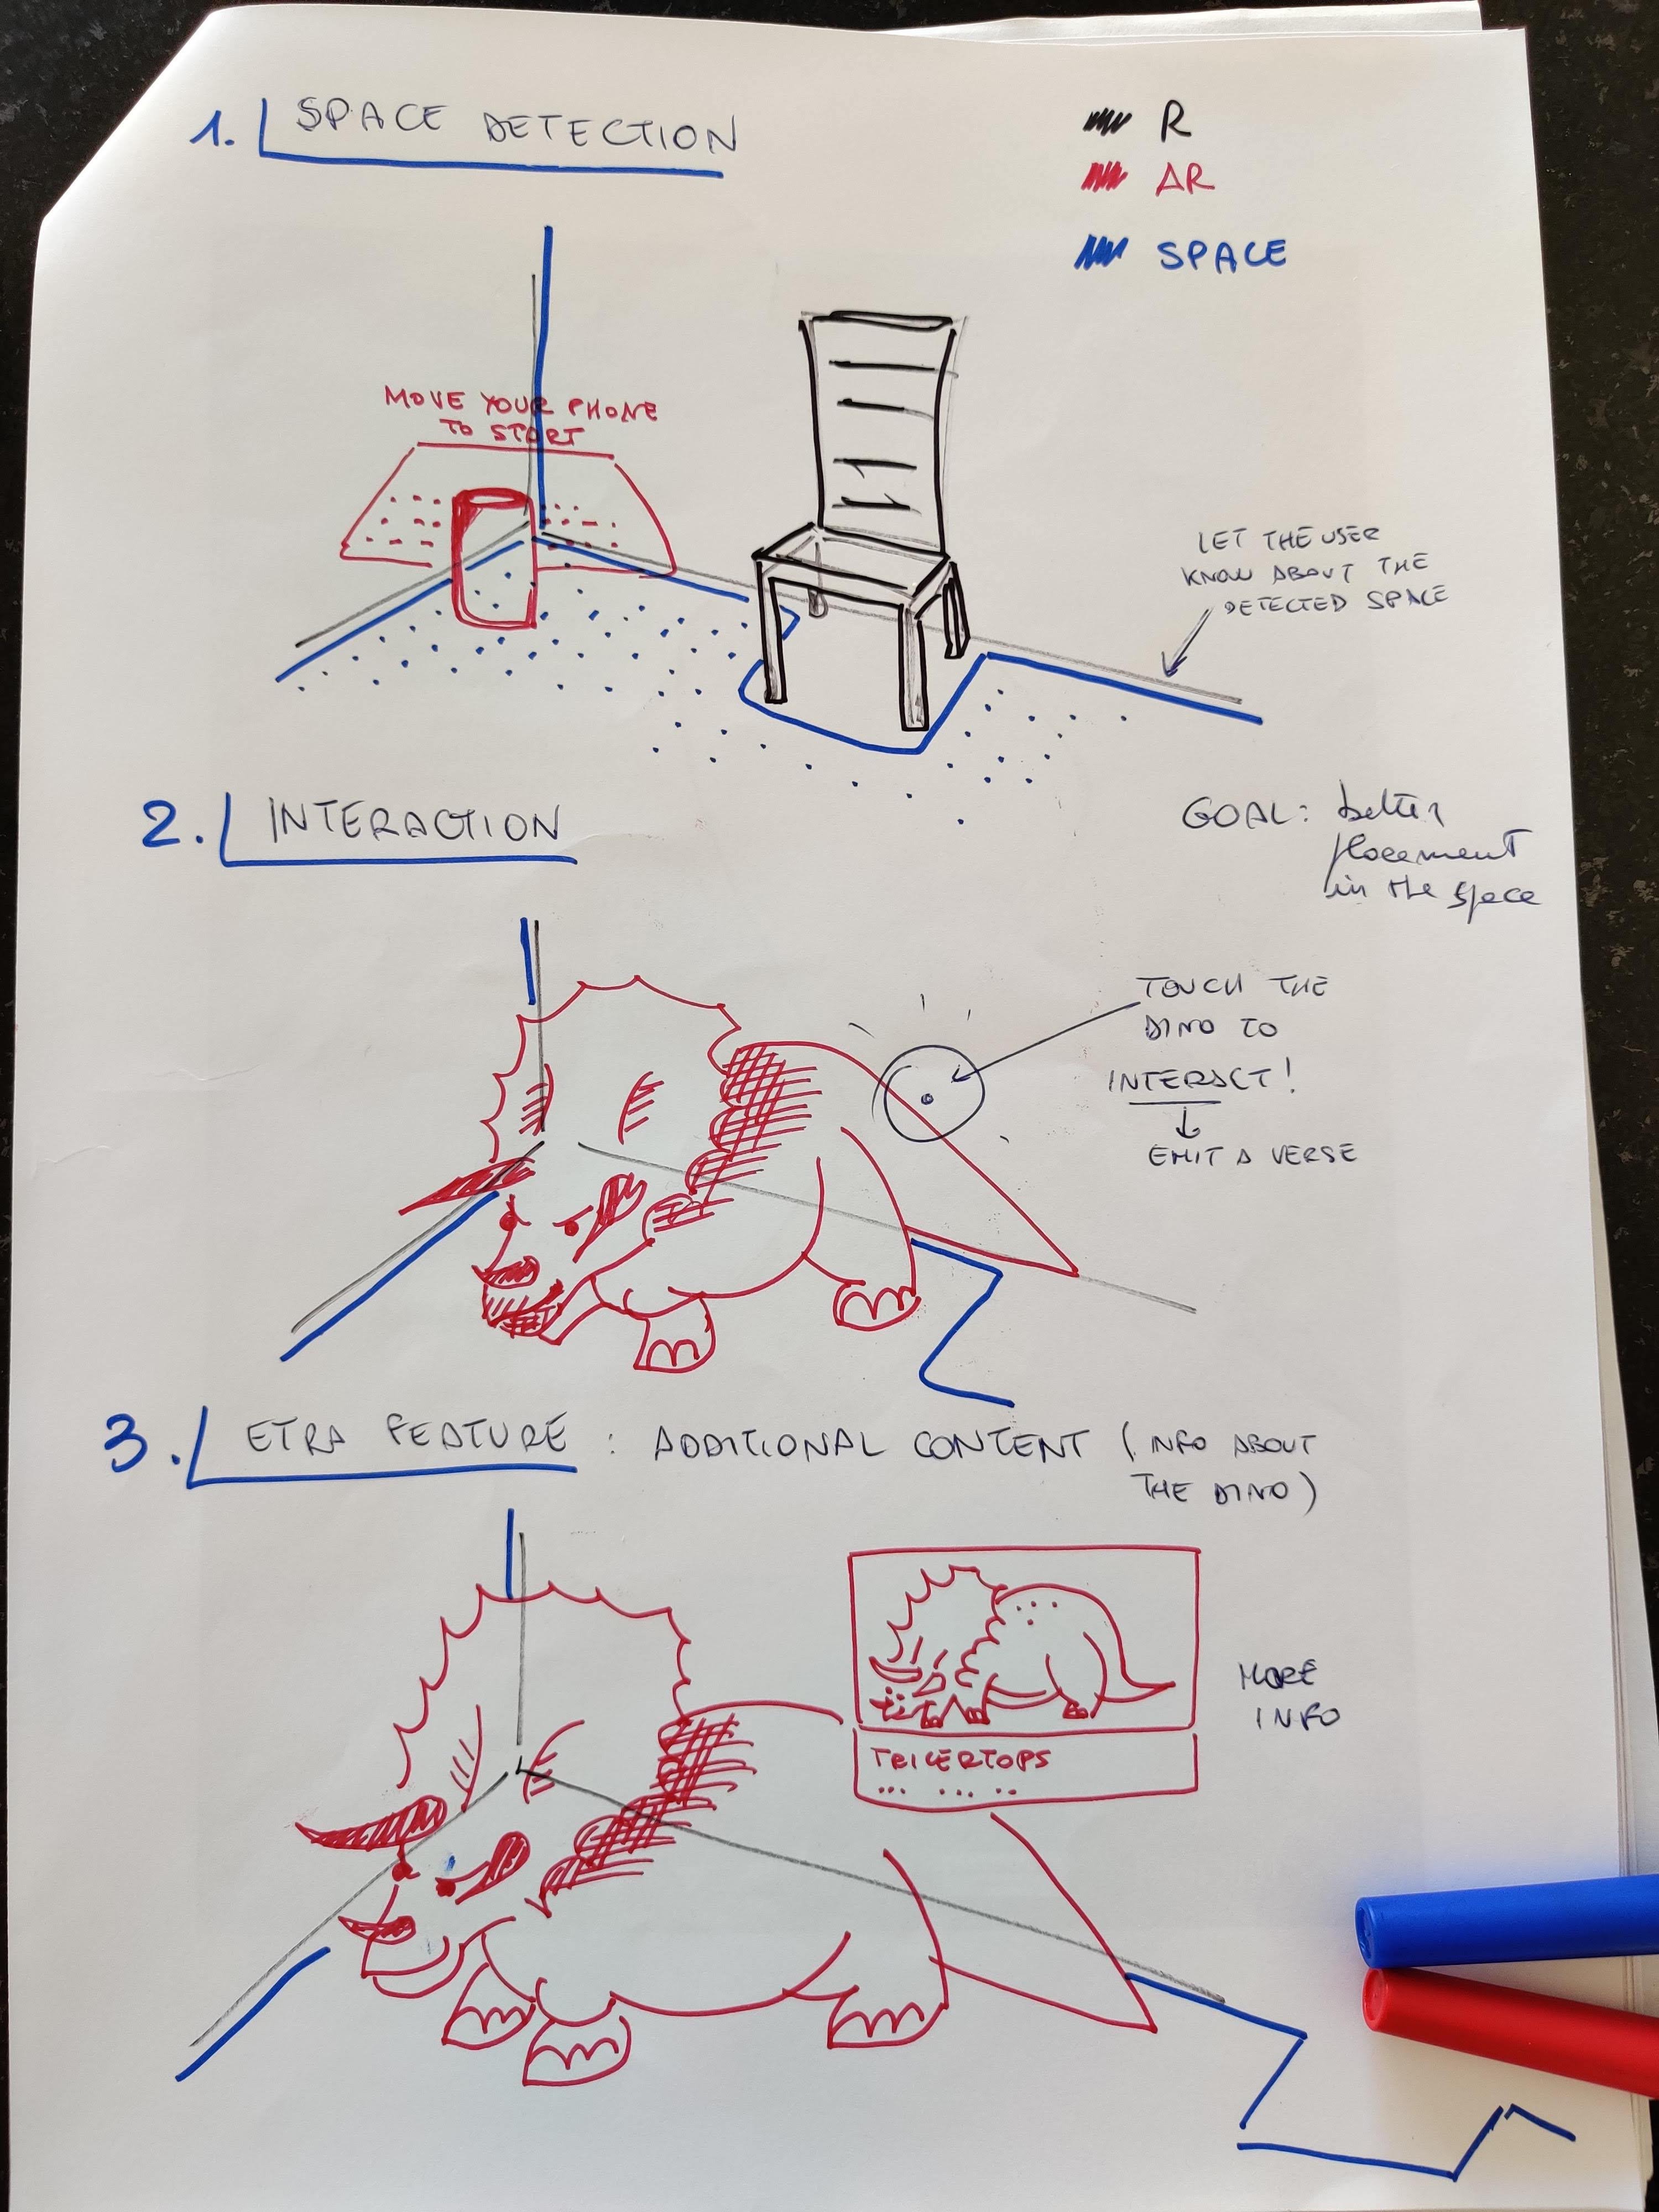 1. SPACE DETECTION
R
AR
SPACE
MOVE YOUR PHONE
TO START
LET THE USER
KNOW ABOUT THE
DETECTED SPACE
2. INTERACTION
GOAL: better
placement
in the space
TOUCH THE
DINO TO
INTERACT!
EMIT A VERSE
3. ETRA FEATURE: ADDITIONAL CONTENT (INFO ABOUT
THE DINO)
MORE
INFO
TRICERTOPS